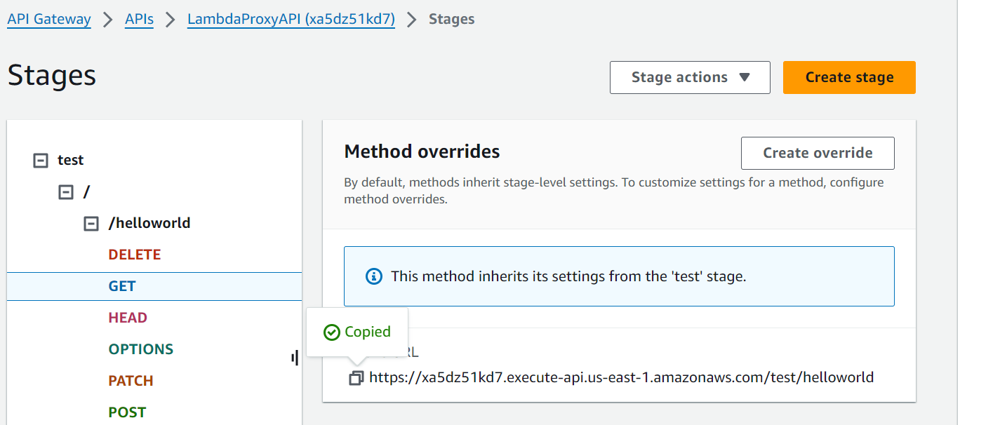 API Gateway > APIs > LambdaProxyAPI (xa5dz51kd7) > Stages
Stages
Stage actions
Create stage
test
/
/helloworld
DELETE
GET
HEAD
OPTIONS
PATCH
POST
Method overrides
Create override
By default, methods inherit stage-level settings. To customize settings for a method, configure
method overrides.
This method inherits its settings from the 'test' stage.
Copied
https://xa5dz51kd7.execute-api.us-east-1.amazonaws.com/test/helloworld